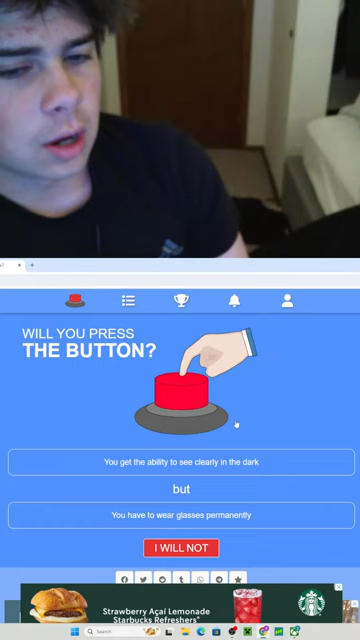 WILL YOU PRESS
THE BUTTON?
You get the ability to see clearly in the dark
but
You have to wear glasses permanently
I WILL NOT
Strawberry Açaí Lemonade
Starbucks Refreshers®
Search